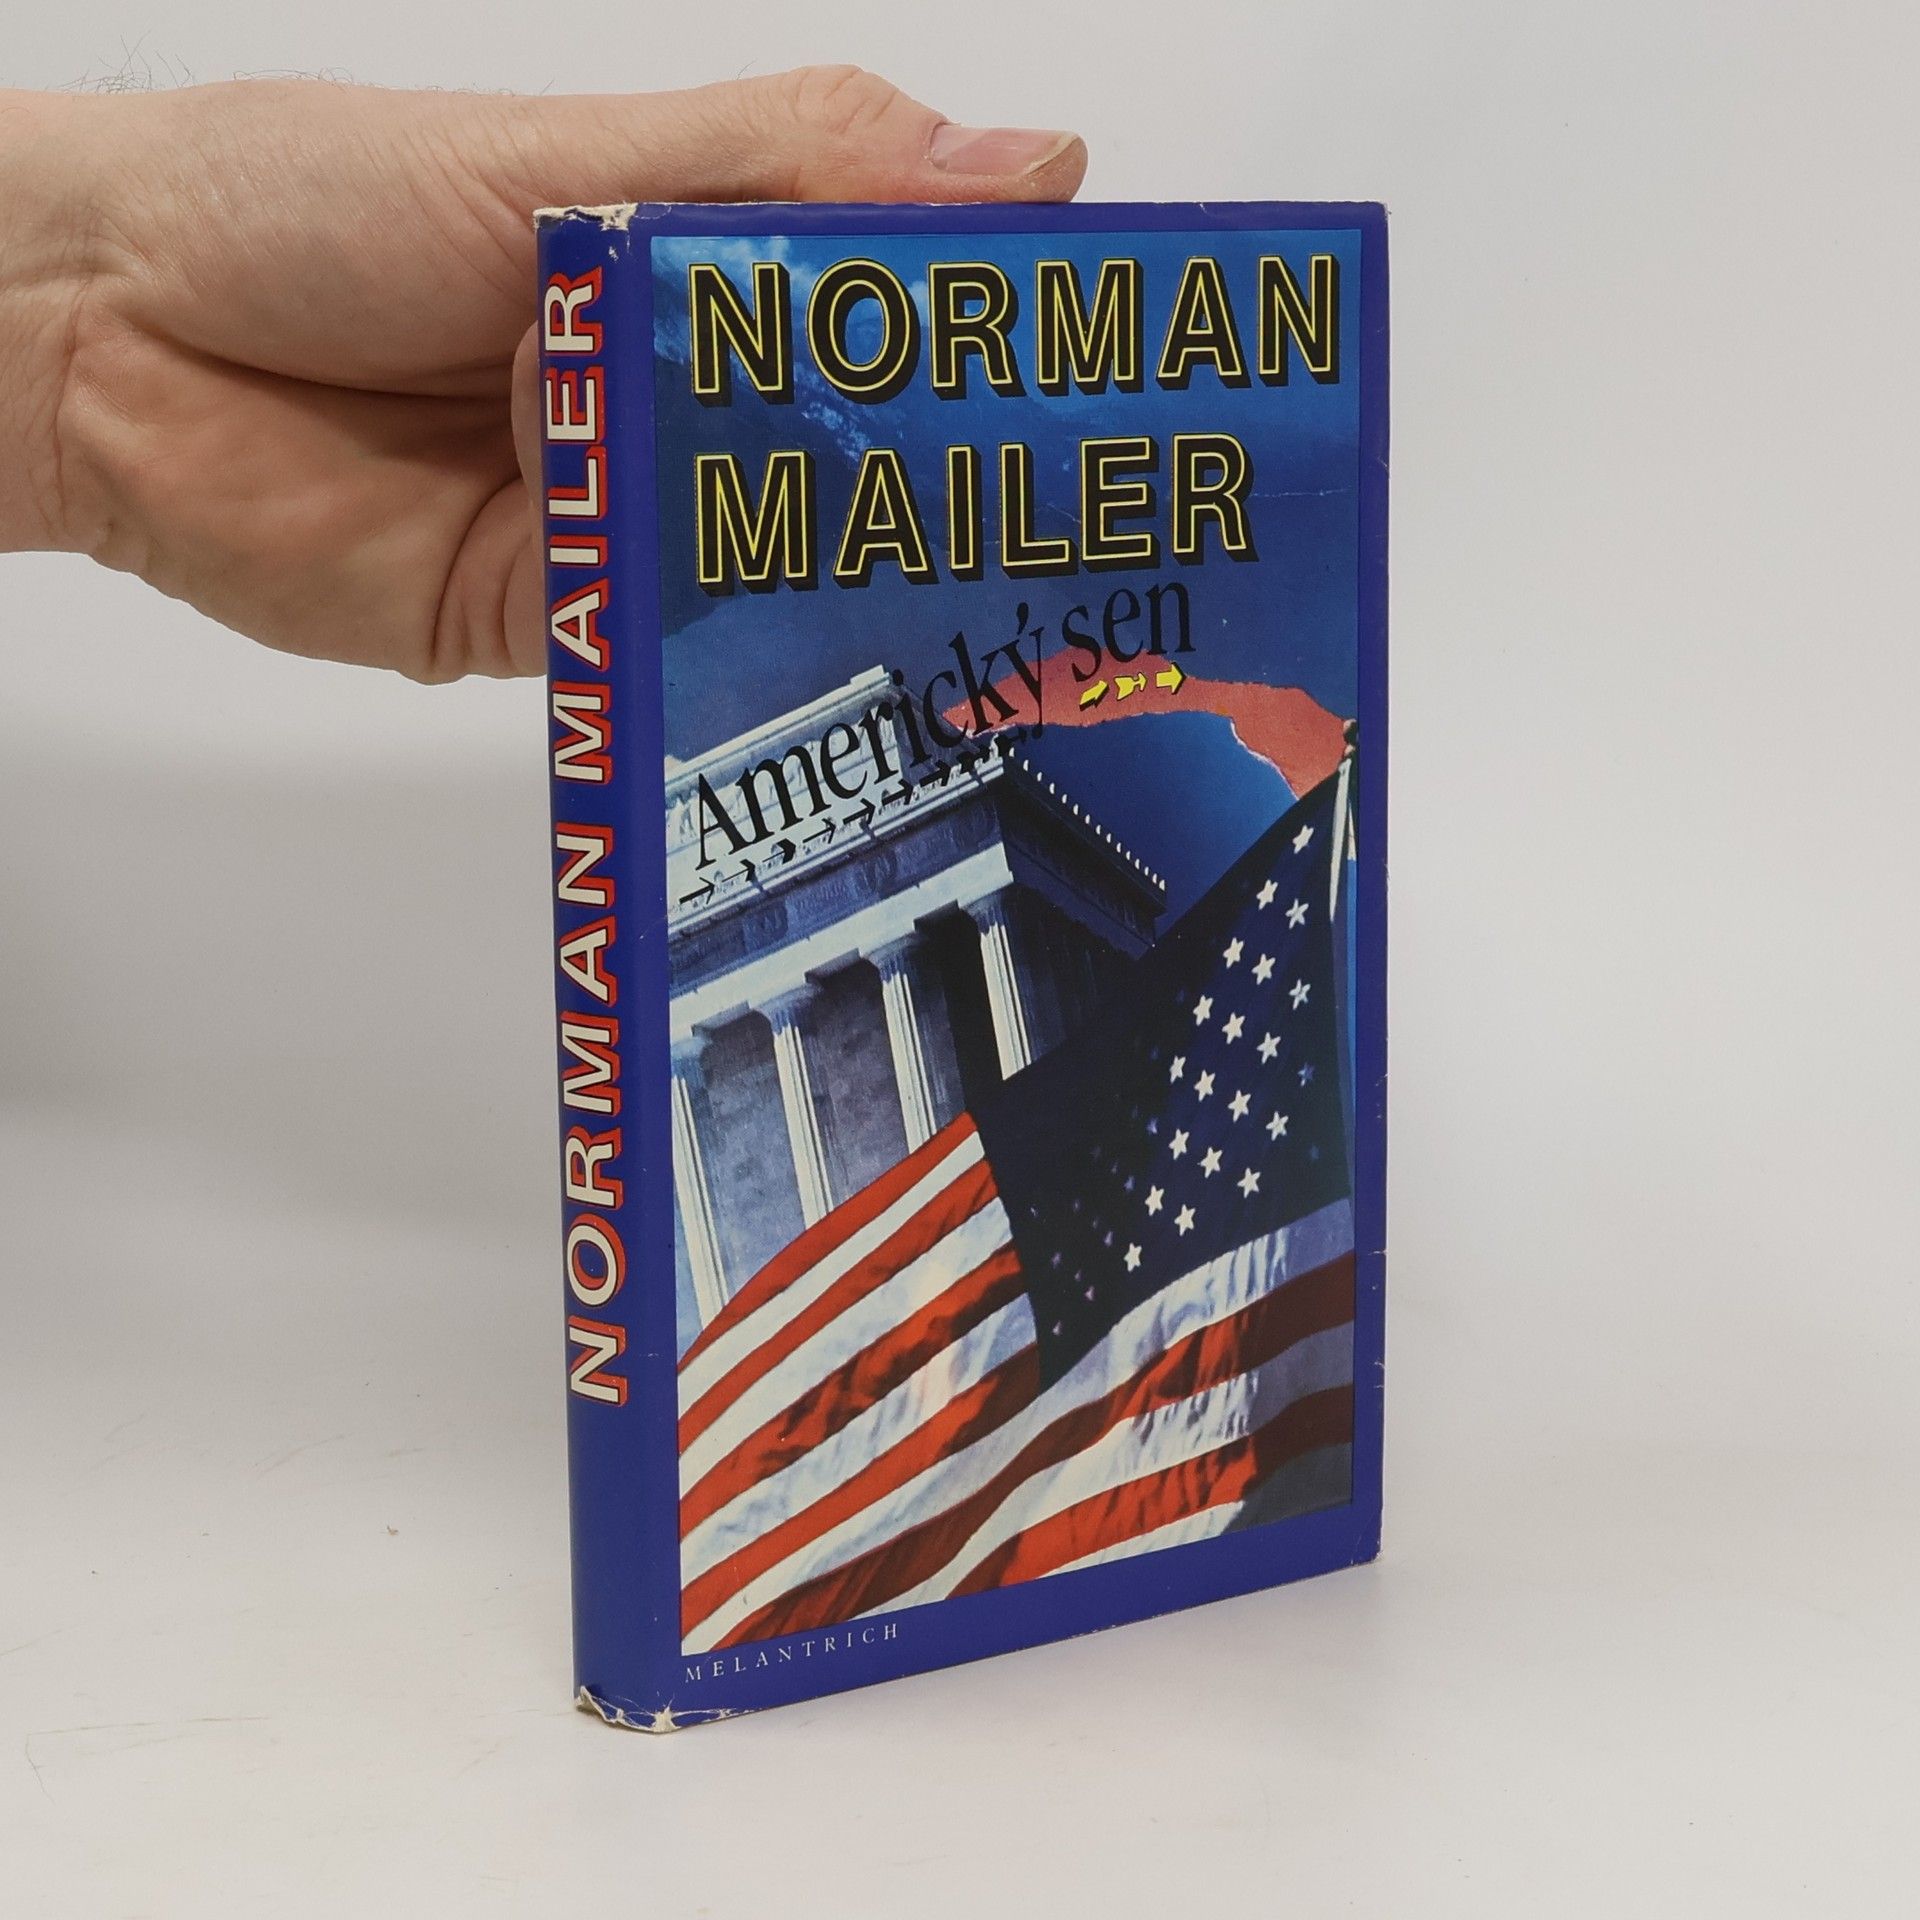 NORMAN MAILER
NORMAN
MAILER
Americký sen
MELANTRICH